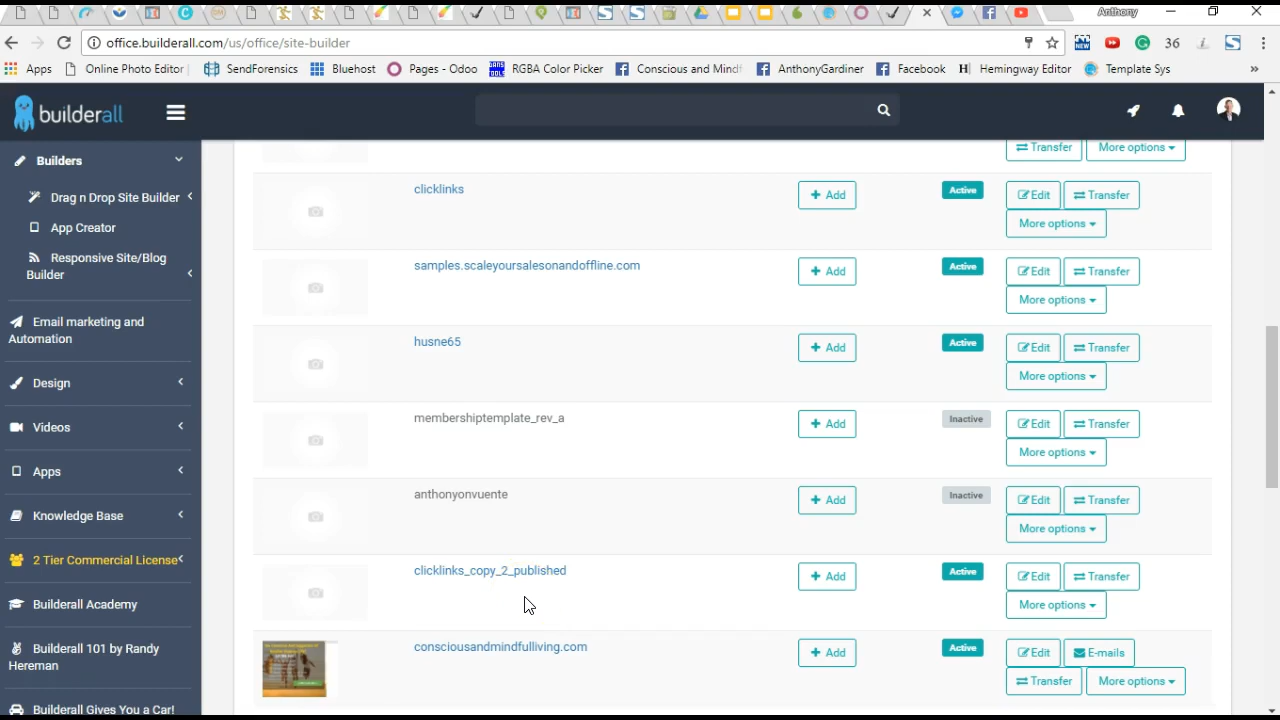 Anthony
office.builderall.com/us/office/site-builder
36
Apps
Online Photo Editor
SendForensics
Bluehost
Pages - Odoo
RGBA Color Picker
Conscious and Mindf
AnthonyGardiner
Facebook
Hemingway Editor
Template Sys
builderall
Builders
Drag n Drop Site Builder
App Creator
Responsive Site/Blog
Builder
Email marketing and
Automation
Design
Videos
Apps
Knowledge Base
2 Tier Commercial License
Builderall Academy
Builderall 101 by Randy
Hereman
Builderall Gives You a Car!
Transfer More options
clicklinks + Add Active Edit Transfer
More options
samples.scaleyoursalesonandoffline.com + Add Active Edit Transfer
More options
husne65 + Add Active Edit Transfer
More options
membershiptemplate_rev_a + Add Inactive Edit Transfer
More options
anthonyonvuente + Add Inactive Edit Transfer
More options
clicklinks_copy_2_published + Add Active Edit Transfer
More options
consciousandmindfulliving.com + Add Active Edit E-mails
Transfer More options